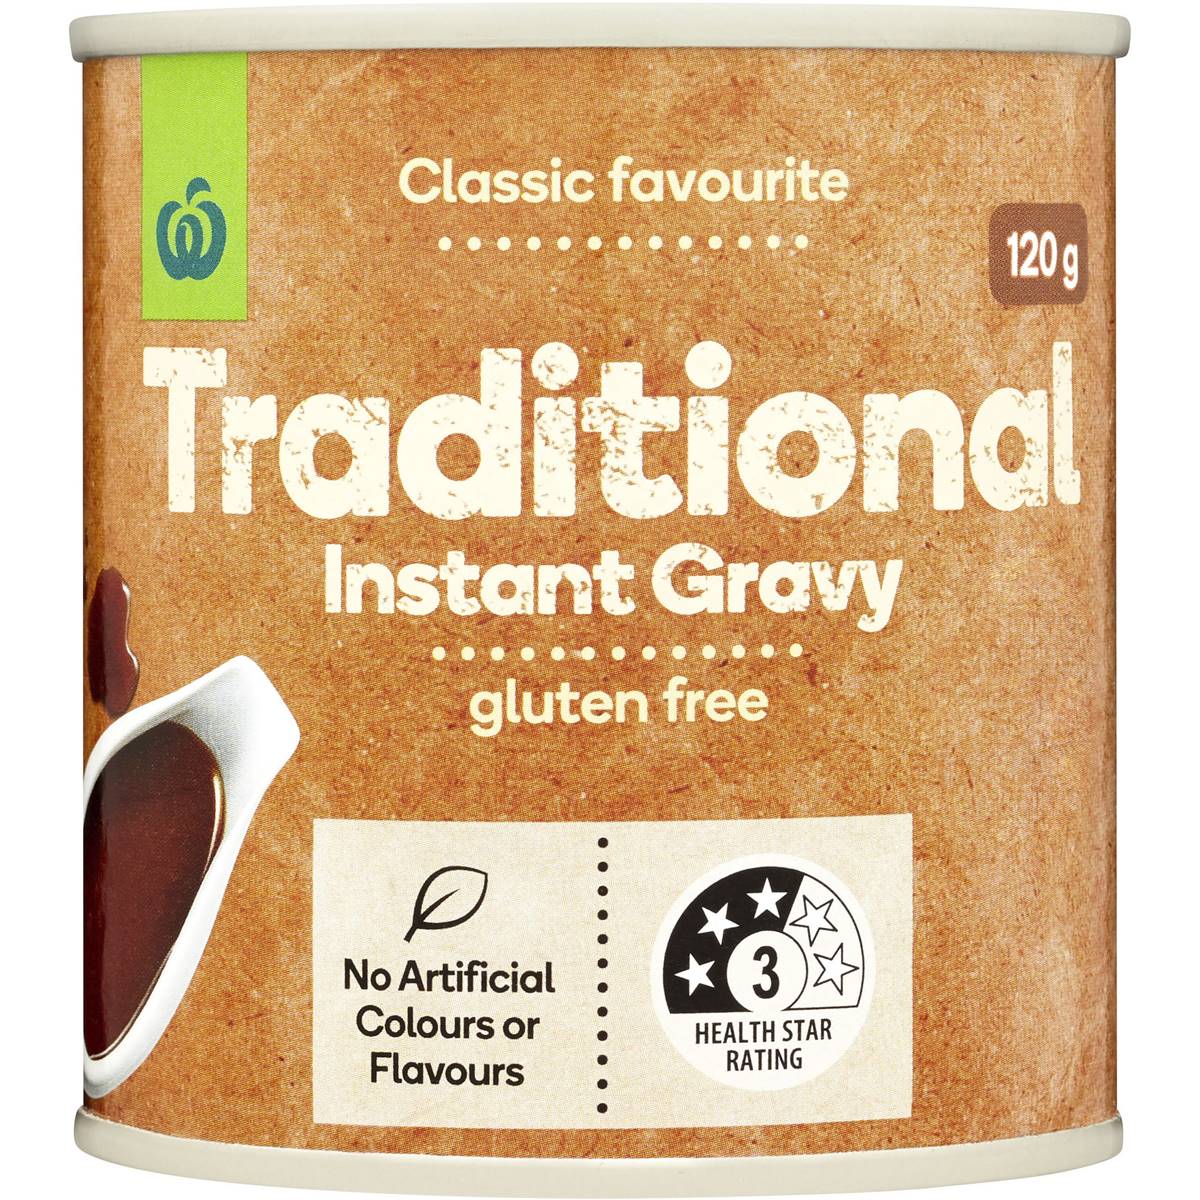 Classic favourite
120 g
Traditional
Instant Gravy
gluten free
No Artificial
Colours or
Flavours
3
HEALTH STAR
RATING